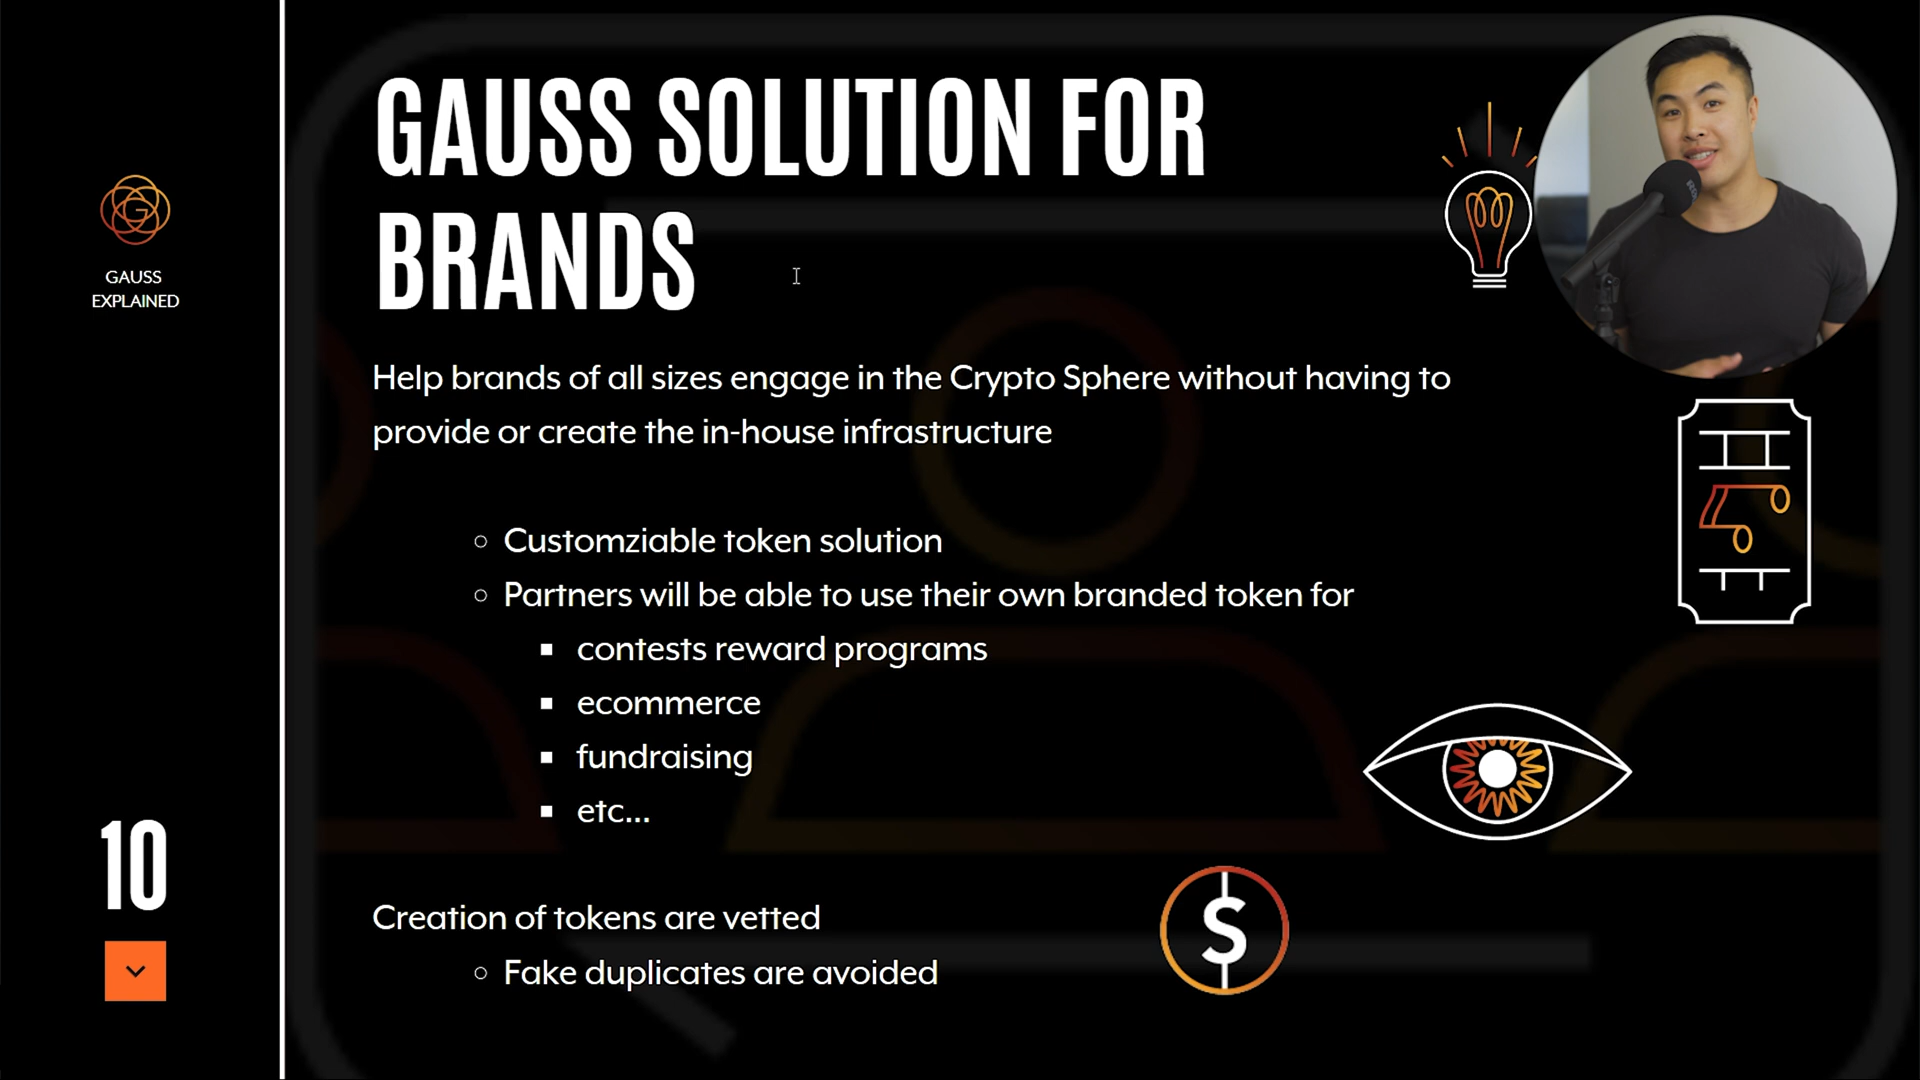 GAUSS SOLUTION FOR
BRANDS
GAUSS
EXPLAINED
Help brands of all sizes engage in the Crypto Sphere without having to
provide or create the in-house infrastructure
Customziable token solution
Partners will be able to use their own branded token for
contests reward programs
ecommerce
fundraising
etc...
10
Creation of tokens are vetted
Fake duplicates are avoided